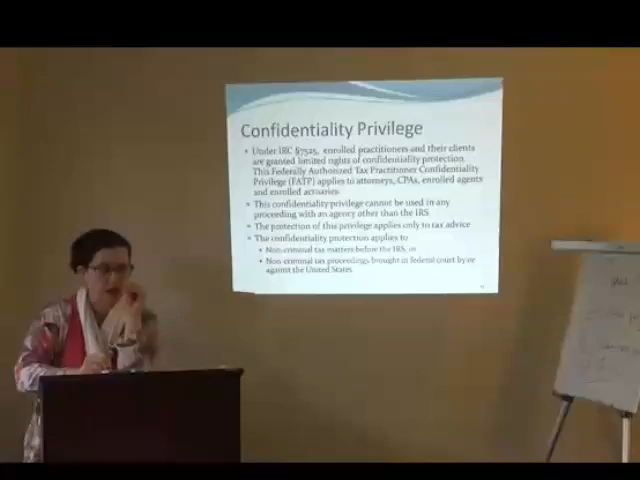 Confidentiality Privilege
• Under IRC §7525, enrolled practitioners and their clients
are granted limited rights of confidentiality protection.
This Federally Authorized Tax Practitioner Confidentiality
Privilege (FATP) applies to attorneys, CPAs, enrolled agents
and enrolled actuaries.
• This confidentiality privilege cannot be used in any
proceeding with an agency other than the IRS.
• The protection of this privilege applies only to tax advice
• The confidentiality protection applies to
• Non-criminal tax matters before the IRS, or
• Non-criminal tax proceedings brought in federal court by or
against the United States.